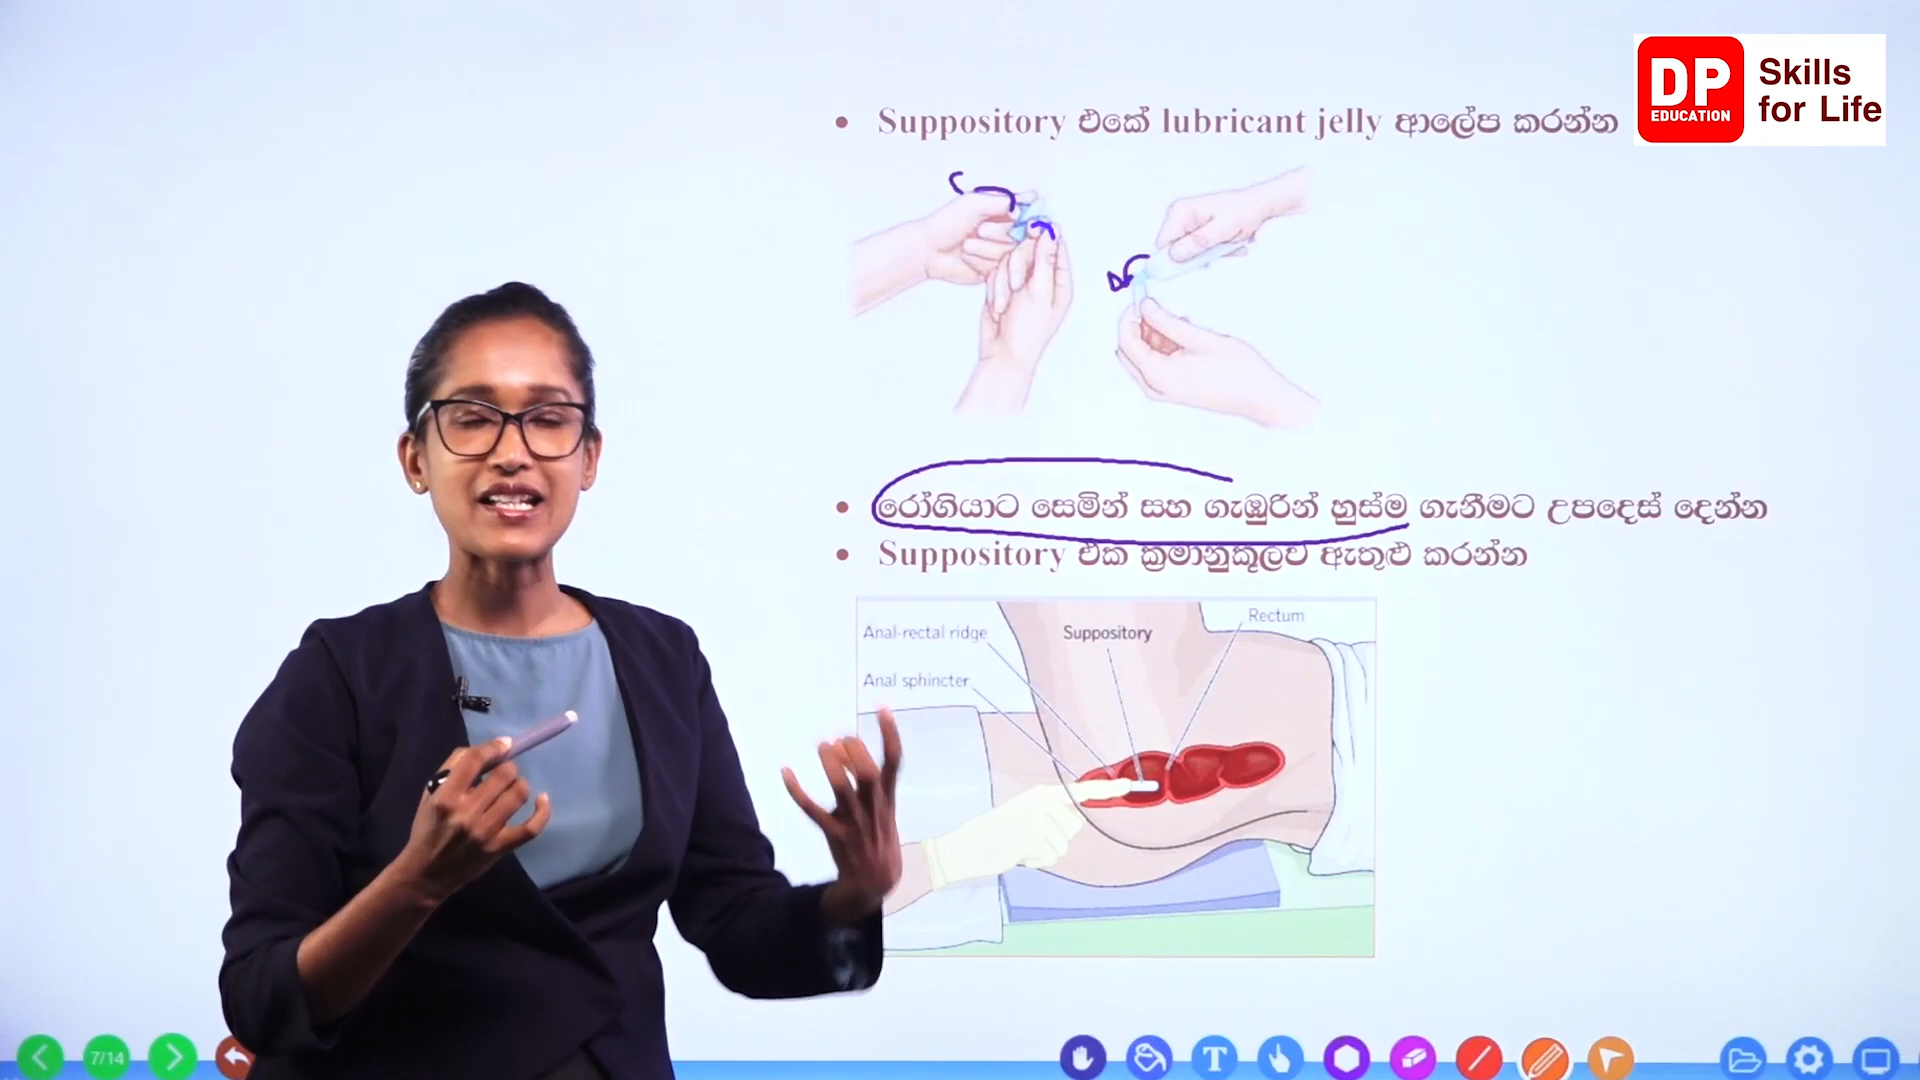 DP
EDUCATION
Skills
for Life
• Suppository එකේ lubricant jelly ආලේප කරන්න
• රෝගියාට සෙමින් සහ ගැඹුරින් හුස්ම ගැනීමට උපදෙස් දෙන්න
• Suppository එක ක්‍රමානුකූලව ඇතුළු කරන්න
Rectum
Anal-rectal ridge
Suppository
Anal sphincter
7/14
T